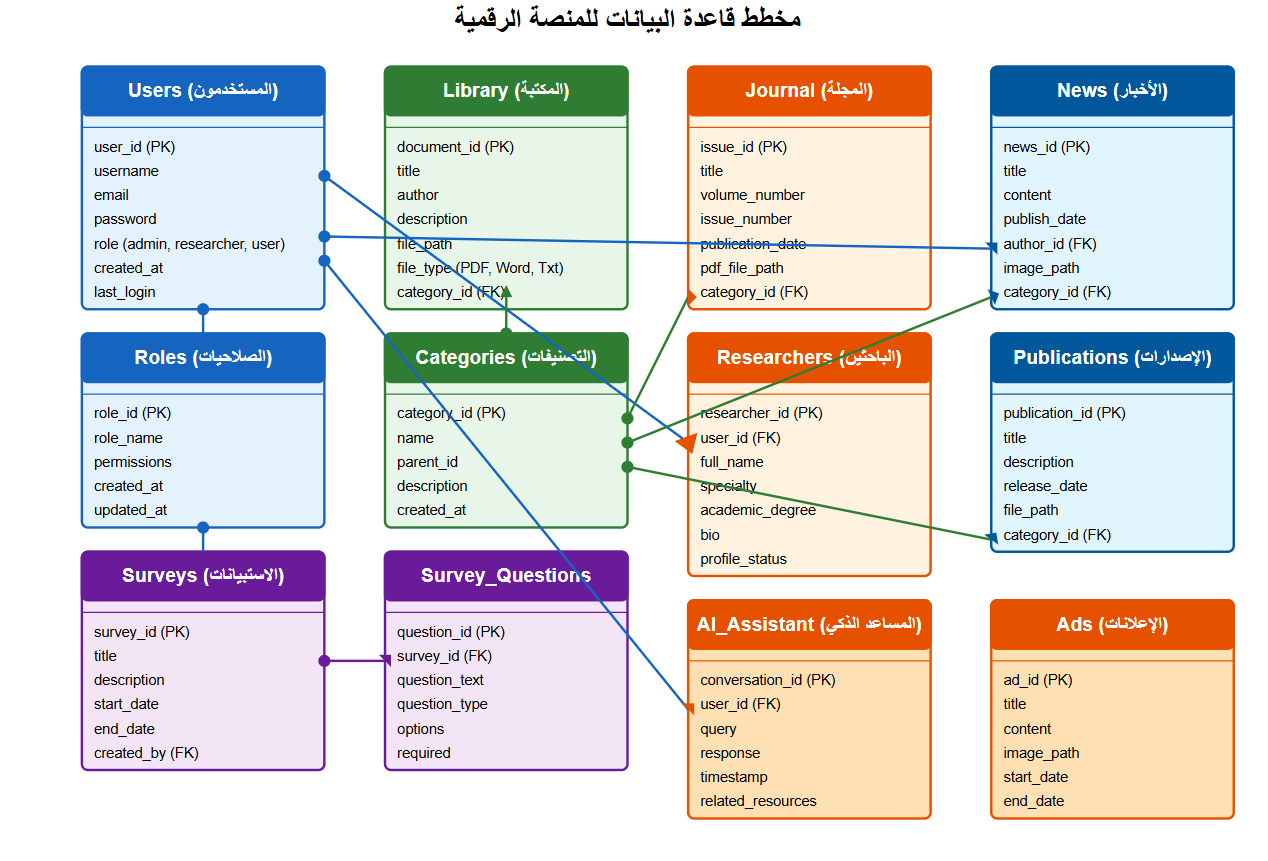 مخطط قاعدة البيانات للمنصة الرقمية
Users (المستخدمون)
user_id (PK)
username
email
password
role (admin, researcher, user)
created_at
last_login
Library (المكتبة)
document_id (PK)
title
author
description
file_path
file_type (PDF, Word, Txt)
category_id (FK)
Journal (المجلة)
issue_id (PK)
title
volume_number
issue_number
publication_date
pdf_file_path
category_id (FK)
News (الأخبار)
news_id (PK)
title
content
publish_date
author_id (FK)
image_path
category_id (FK)
Roles (الصلاحيات)
role_id (PK)
role_name
permissions
created_at
updated_at
Categories (التصنيفات)
category_id (PK)
name
parent_id
description
created_at
Researchers (الباحثين)
researcher_id (PK)
user_id (FK)
full_name
specialty
academic_degree
bio
profile_status
Publications (الإصدارات)
publication_id (PK)
title
description
release_date
file_path
category_id (FK)
Surveys (الاستبيانات)
survey_id (PK)
title
description
start_date
end_date
created_by (FK)
Survey_Questions
question_id (PK)
survey_id (FK)
question_text
question_type
options
required
AI_Assistant (المساعد الذكي)
conversation_id (PK)
user_id (FK)
query
response
timestamp
related_resources
Ads (الإعلانات)
ad_id (PK)
title
content
image_path
start_date
end_date